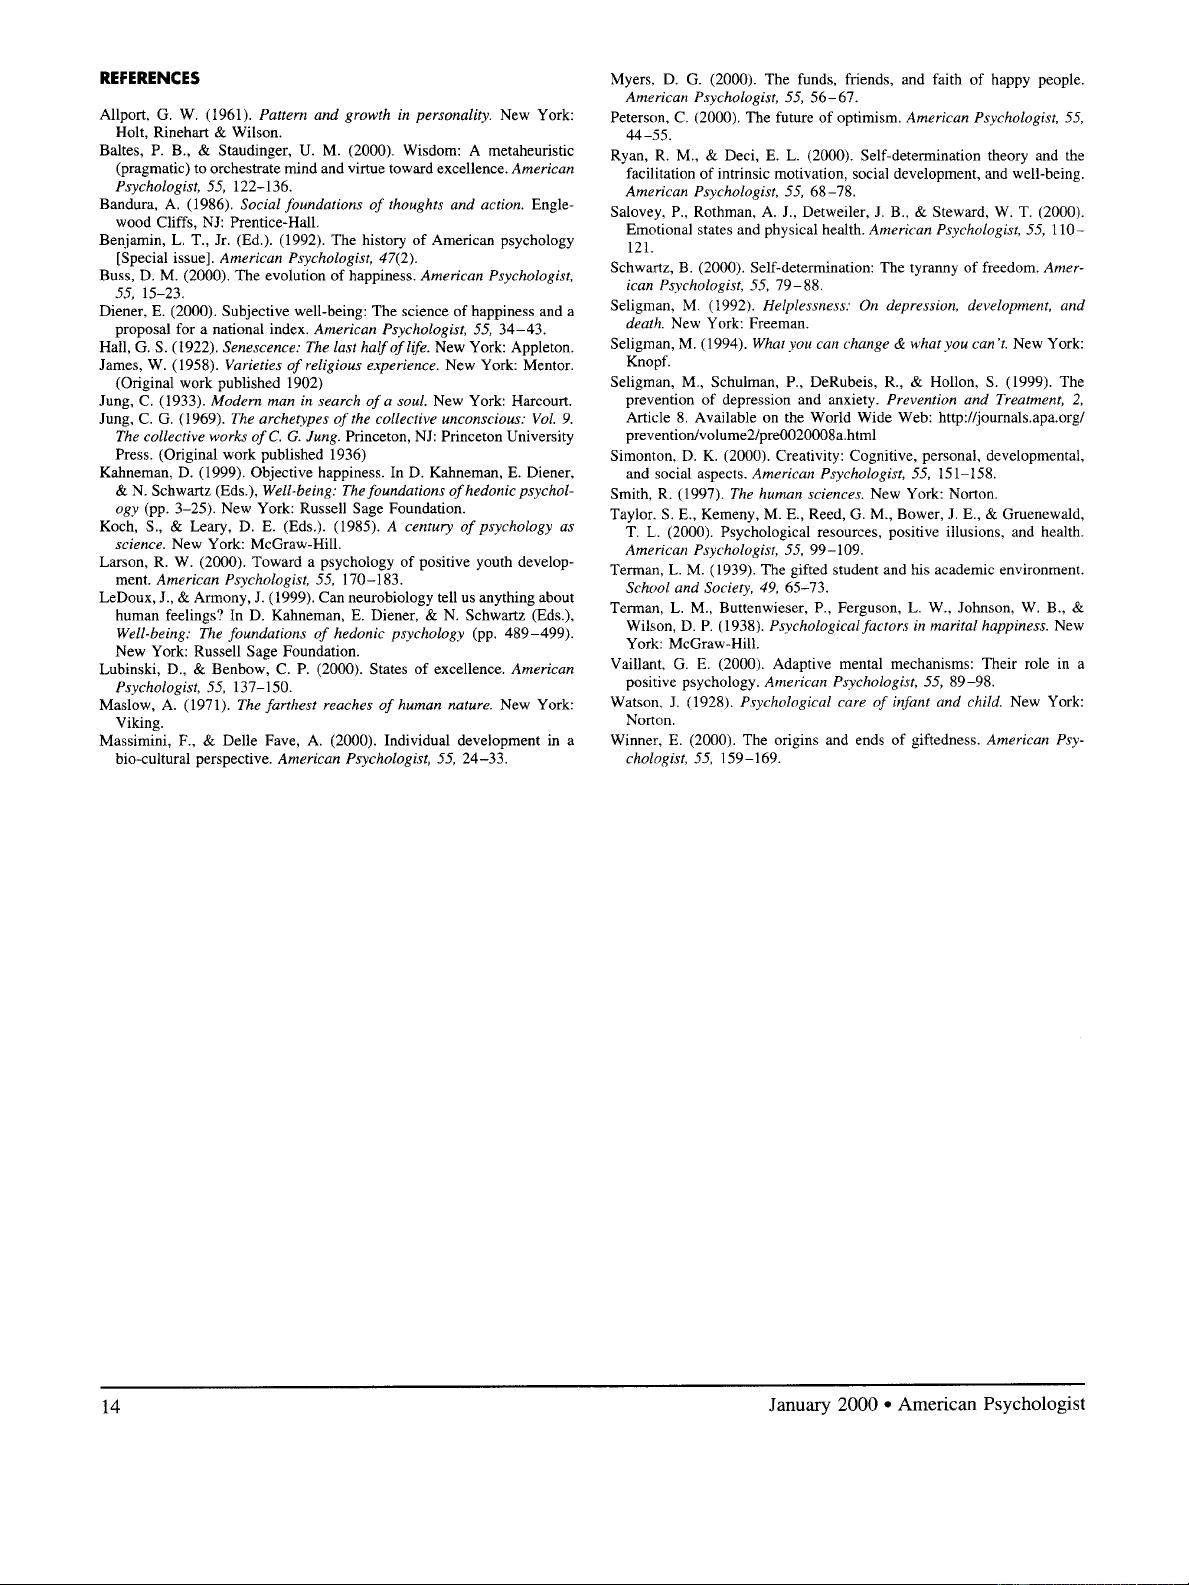 REFERENCES
Allport, G. W. (1961). Pattern and growth in personality. New York:
Holt, Rinehart & Wilson.
Baltes, P. B., & Staudinger, U. M. (2000). Wisdom: A metaheuristic
(pragmatic) to orchestrate mind and virtue toward excellence. American
Psychologist, 55, 122–136.
Bandura, A. (1986). Social foundations of thoughts and action. Engle-
wood Cliffs, NJ: Prentice-Hall.
Benjamin, L. T., Jr. (Ed.). (1992). The history of American psychology
[Special issue]. American Psychologist, 47(2).
Buss, D. M. (2000). The evolution of happiness. American Psychologist,
55, 15–23.
Diener, E. (2000). Subjective well-being: The science of happiness and a
proposal for a national index. American Psychologist, 55, 34–43.
Hall, G. S. (1922). Senescence: The last half of life. New York: Appleton.
James, W. (1958). Varieties of religious experience. New York: Mentor.
(Original work published 1902)
Jung, C. (1933). Modern man in search of a soul. New York: Harcourt.
Jung, C. G. (1969). The archetypes of the collective unconscious: Vol. 9.
The collective works of C. G. Jung. Princeton, NJ: Princeton University
Press. (Original work published 1936)
Kahneman, D. (1999). Objective happiness. In D. Kahneman, E. Diener,
& N. Schwartz (Eds.), Well-being: The foundations of hedonic psychol-
ogy (pp. 3–25). New York: Russell Sage Foundation.
Koch, S., & Leary, D. E. (Eds.). (1985). A century of psychology as
science. New York: McGraw-Hill.
Larson, R. W. (2000). Toward a psychology of positive youth develop-
ment. American Psychologist, 55, 170–183.
LeDoux, J., & Armony, J. (1999). Can neurobiology tell us anything about
human feelings? In D. Kahneman, E. Diener, & N. Schwartz (Eds.),
Well-being: The foundations of hedonic psychology (pp. 489–499).
New York: Russell Sage Foundation.
Lubinski, D., & Benbow, C. P. (2000). States of excellence. American
Psychologist, 55, 137–150.
Maslow, A. (1971). The farthest reaches of human nature. New York:
Viking.
Massimini, F., & Delle Fave, A. (2000). Individual development in a
bio-cultural perspective. American Psychologist, 55, 24–33.
Myers, D. G. (2000). The funds, friends, and faith of happy people.
American Psychologist, 55, 56–67.
Peterson, C. (2000). The future of optimism. American Psychologist, 55,
44–55.
Ryan, R. M., & Deci, E. L. (2000). Self-determination theory and the
facilitation of intrinsic motivation, social development, and well-being.
American Psychologist, 55, 68–78.
Salovey, P., Rothman, A. J., Detweiler, J. B., & Steward, W. T. (2000).
Emotional states and physical health. American Psychologist, 55, 110–
121.
Schwartz, B. (2000). Self-determination: The tyranny of freedom. Amer-
ican Psychologist, 55, 79–88.
Seligman, M. (1992). Helplessness: On depression, development, and
death. New York: Freeman.
Seligman, M. (1994). What you can change & what you can't. New York:
Knopf.
Seligman, M., Schulman, P., DeRubeis, R., & Hollon, S. (1999). The
prevention of depression and anxiety. Prevention and Treatment, 2,
Article 8. Available on the World Wide Web: http://journals.apa.org/
prevention/volume2/pre0020008a.html
Simonton, D. K. (2000). Creativity: Cognitive, personal, developmental,
and social aspects. American Psychologist, 55, 151–158.
Smith, R. (1997). The human sciences. New York: Norton.
Taylor, S. E., Kemeny, M. E., Reed, G. M., Bower, J. E., & Gruenewald,
T. L. (2000). Psychological resources, positive illusions, and health.
American Psychologist, 55, 99–109.
Terman, L. M. (1939). The gifted student and his academic environment.
School and Society, 49, 65–73.
Terman, L. M., Buttenwieser, P., Ferguson, L. W., Johnson, W. B., &
Wilson, D. P. (1938). Psychological factors in marital happiness. New
York: McGraw-Hill.
Vaillant, G. E. (2000). Adaptive mental mechanisms: Their role in a
positive psychology. American Psychologist, 55, 89–98.
Watson, J. (1928). Psychological care of infant and child. New York:
Norton.
Winner, E. (2000). The origins and ends of giftedness. American Psy-
chologist, 55, 159–169.
14
January 2000 • American Psychologist